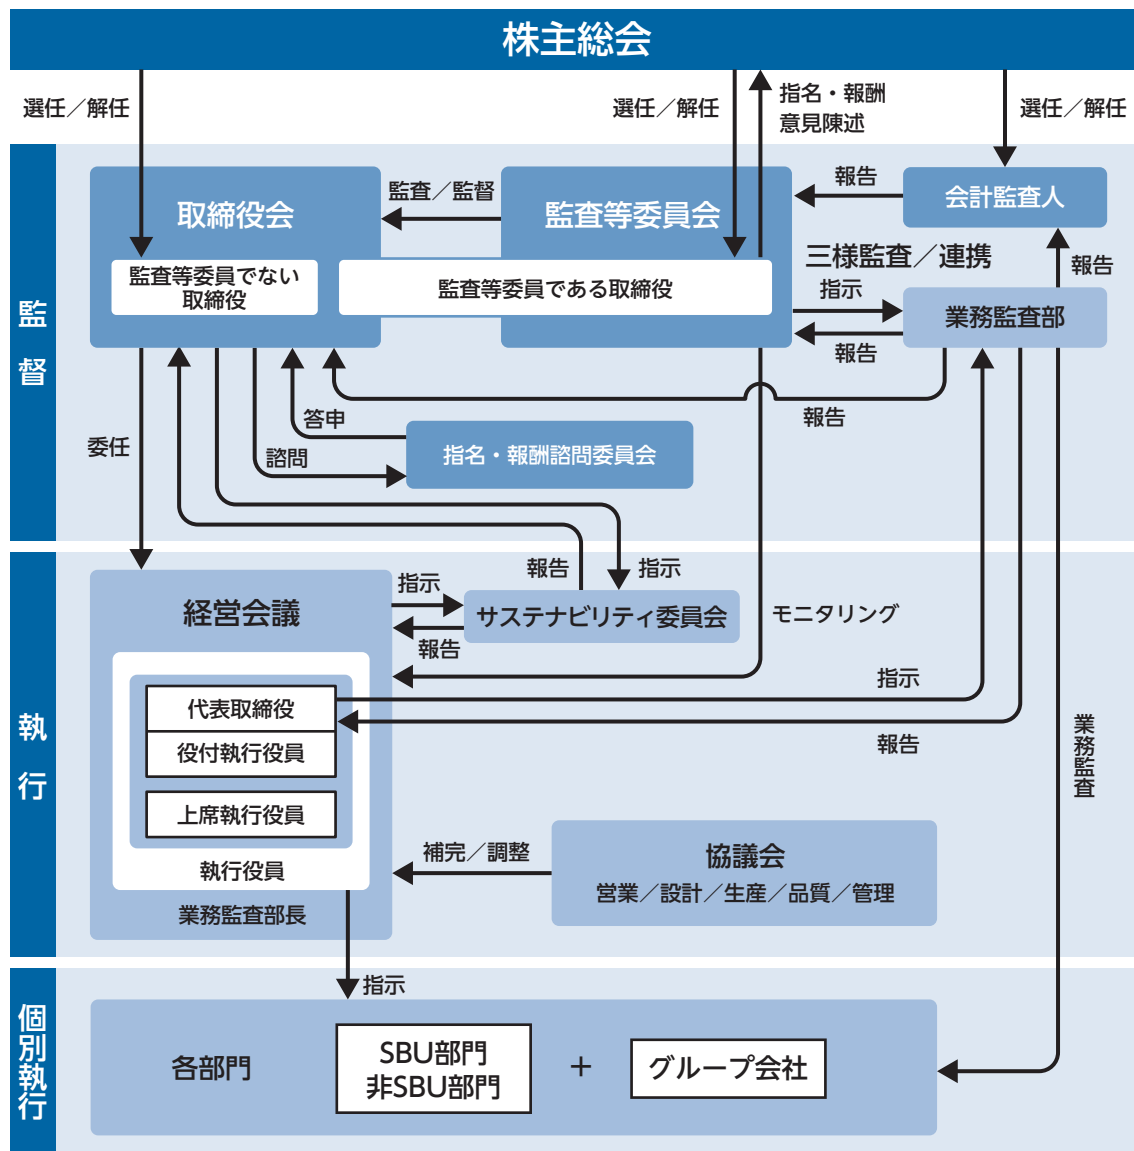 株主総会
選任／解任
選任／解任
指名・報酬
意見陳述
選任／解任
監督
取締役会
監査／監督
監査等委員会
報告
会計監査人
監査等委員でない
取締役
監査等委員である取締役
三様監査／連携
報告
指示
業務監査部
報告
報告
委任
答申
諮問
指名・報酬諮問委員会
執行
報告
指示
経営会議
指示
サステナビリティ委員会
報告
モニタリング
代表取締役
指示
役付執行役員
報告
業務監査
上席執行役員
執行役員
業務監査部長
補完／調整
協議会
営業／設計／生産／品質／管理
指示
個別執行
各部門
SBU部門
非SBU部門
+
グループ会社